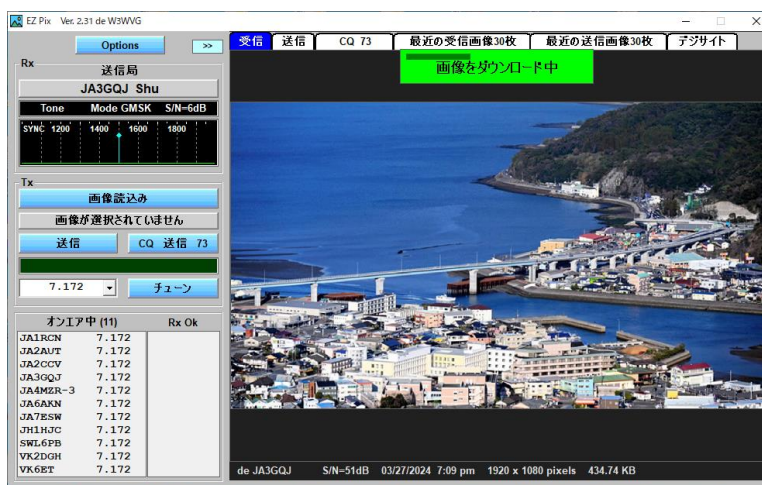 EZ Pix Ver. 2.31 de W3WVG
Options >>
受信 送信 CQ 73 最近の受信画像30枚 最近の送信画像30枚 デジサイト
画像をダウンロード中
Rx
送信局
JA3GQJ Shu
Tone Mode GMSK S/N=6dB
SYNC 1200 1400 1600 1800
Tx
画像読込み
画像が選択されていません
送信 CQ 送信 73
7.172 チューン
オンエア中 (11) Rx Ok
JA1RCN 7.172
JA2AUT 7.172
JA2CCV 7.172
JA3GQJ 7.172
JA4MZR-3 7.172
JA6AKN 7.172
JA7ESW 7.172
JH1HJC 7.172
SWL6PB 7.172
VK2DGH 7.172
VK6ET 7.172
de JA3GQJ S/N=51dB 03/27/2024 7:09 pm 1920 x 1080 pixels 434.74 KB